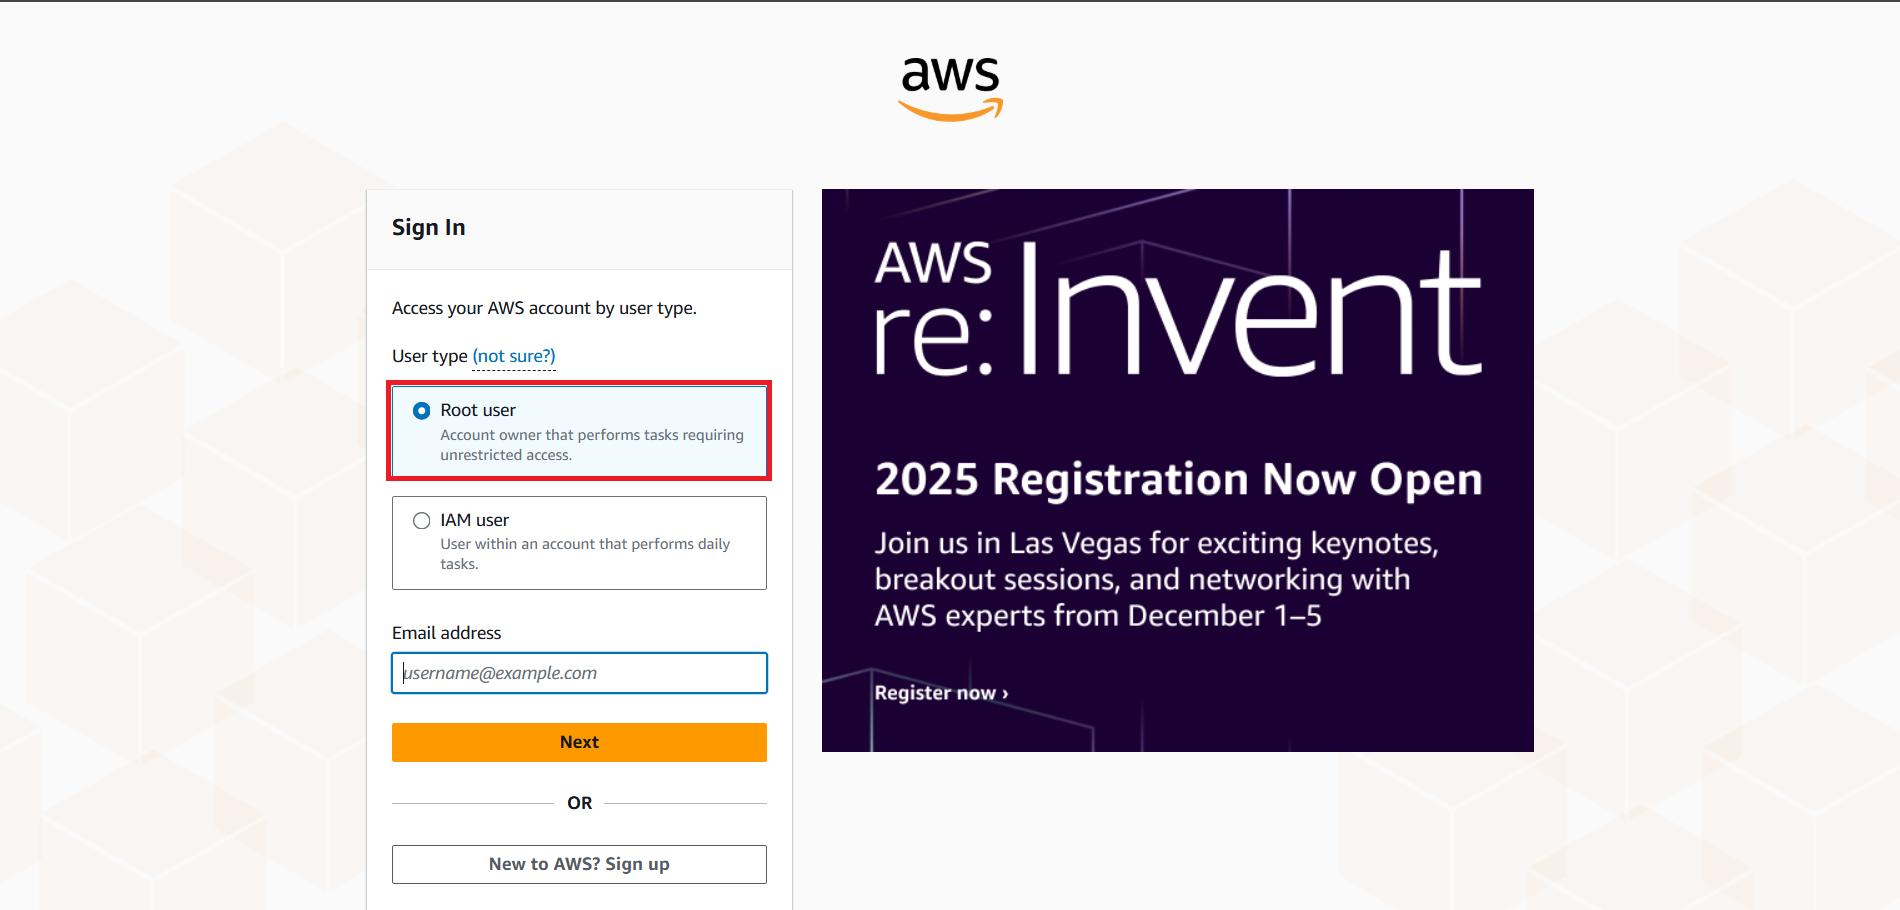 aws
Sign In
Access your AWS account by user type.
User type (not sure?)
Root user
Account owner that performs tasks requiring
unrestricted access.
IAM user
User within an account that performs daily
tasks.
Email address
username@example.com
Next
OR
New to AWS? Sign up
AWS
re:Invent
2025 Registration Now Open
Join us in Las Vegas for exciting keynotes,
breakout sessions, and networking with
AWS experts from December 1–5
Register now ›